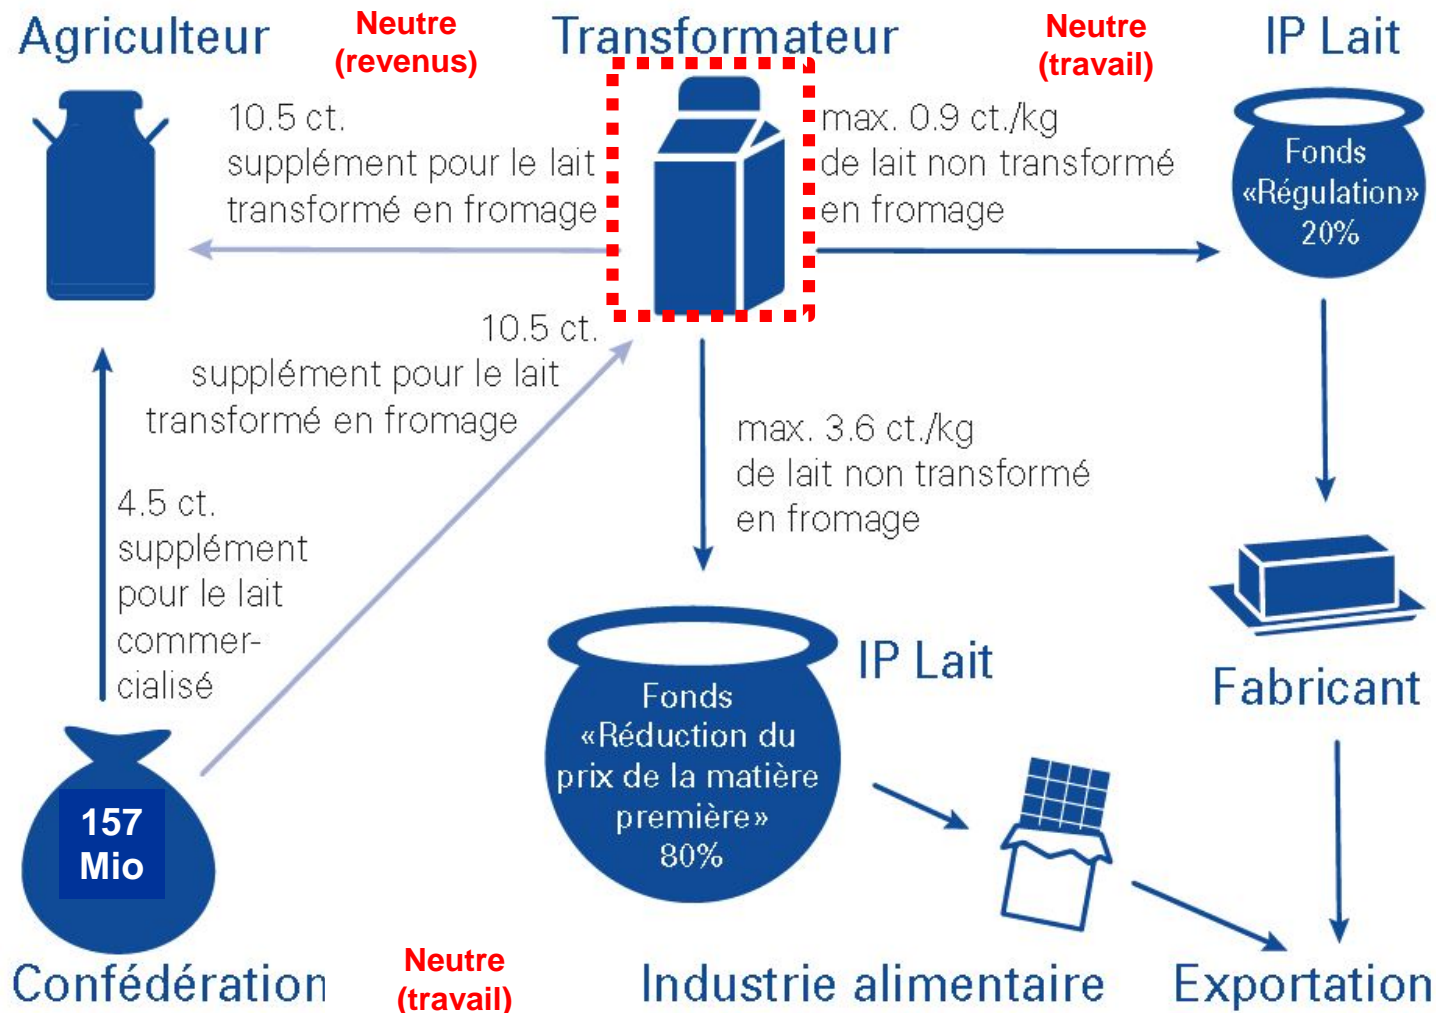 Agriculteur
Neutre
(revenus)
Transformateur
Neutre
(travail)
IP Lait
10.5 ct.
supplément pour le lait
transformé en fromage
max. 0.9 ct./kg
de lait non transformé
en fromage
Fonds
«Régulation»
20%
10.5 ct.
supplément pour le lait
transformé en fromage
max. 3.6 ct./kg
de lait non transformé
en fromage
4.5 ct.
supplément
pour le lait
commer-
cialisé
IP Lait
Fonds
«Réduction du
prix de la matière
première»
80%
Fabricant
157
Mio
Confédération
Neutre
(travail)
Industrie alimentaire
Exportation